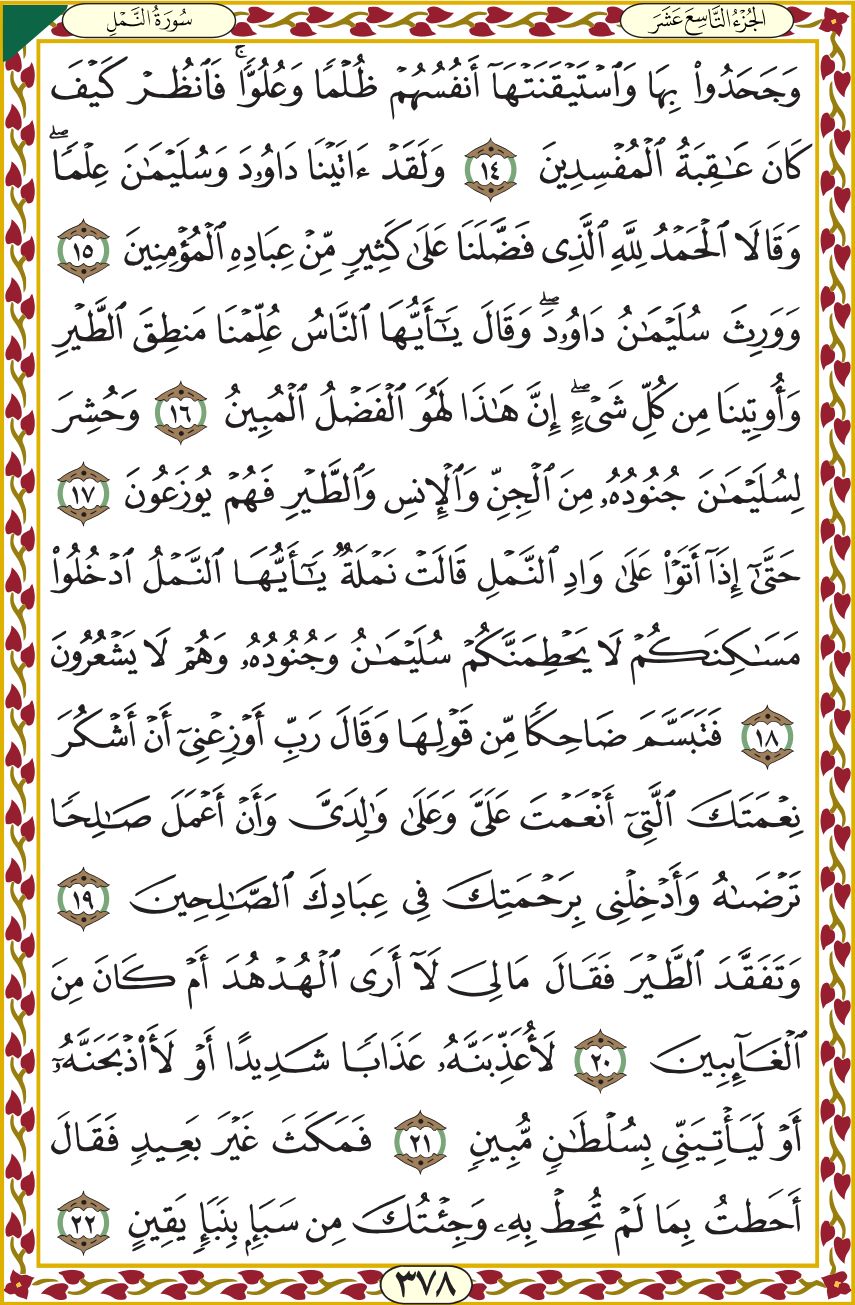 الجُزْءُ التَّاسِعَ عَشَرَ
سُورَةُ النَّمْلِ
وَجَحَدُوا۟ بِهَا وَٱسْتَيْقَنَتْهَآ أَنفُسُهُمْ ظُلْمًا وَعُلُوًّا ۚ فَٱنظُرْ كَيْفَ
كَانَ عَـٰقِبَةُ ٱلْمُفْسِدِينَ ١٤ وَلَقَدْ ءَاتَيْنَا دَاوُۥدَ وَسُلَيْمَـٰنَ عِلْمًا ۖ
وَقَالَا ٱلْحَمْدُ لِلَّهِ ٱلَّذِى فَضَّلَنَا عَلَىٰ كَثِيرٍ مِّنْ عِبَادِهِ ٱلْمُؤْمِنِينَ ١٥
وَوَرِثَ سُلَيْمَـٰنُ دَاوُۥدَ ۖ وَقَالَ يَـٰٓأَيُّهَا ٱلنَّاسُ عُلِّمْنَا مَنطِقَ ٱلطَّيْرِ
وَأُوتِينَا مِن كُلِّ شَىْءٍ ۖ إِنَّ هَـٰذَا لَهُوَ ٱلْفَضْلُ ٱلْمُبِينُ ١٦ وَحُشِرَ
لِسُلَيْمَـٰنَ جُنُودُهُۥ مِنَ ٱلْجِنِّ وَٱلْإِنسِ وَٱلطَّيْرِ فَهُمْ يُوزَعُونَ ١٧
حَتَّىٰٓ إِذَآ أَتَوْا۟ عَلَىٰ وَادِ ٱلنَّمْلِ قَالَتْ نَمْلَةٌ يَـٰٓأَيُّهَا ٱلنَّمْلُ ٱدْخُلُوا۟
مَسَـٰكِنَكُمْ لَا يَحْطِمَنَّكُمْ سُلَيْمَـٰنُ وَجُنُودُهُۥ وَهُمْ لَا يَشْعُرُونَ
١٨ فَتَبَسَّمَ ضَاحِكًا مِّن قَوْلِهَا وَقَالَ رَبِّ أَوْزِعْنِىٓ أَنْ أَشْكُرَ
نِعْمَتَكَ ٱلَّتِىٓ أَنْعَمْتَ عَلَىَّ وَعَلَىٰ وَٰلِدَىَّ وَأَنْ أَعْمَلَ صَـٰلِحًا
تَرْضَىٰهُ وَأَدْخِلْنِى بِرَحْمَتِكَ فِى عِبَادِكَ ٱلصَّـٰلِحِينَ ١٩
وَتَفَقَّدَ ٱلطَّيْرَ فَقَالَ مَالِىَ لَآ أَرَى ٱلْهُدْهُدَ أَمْ كَانَ مِنَ
ٱلْغَآئِبِينَ ٢٠ لَأُعَذِّبَنَّهُۥ عَذَابًا شَدِيدًا أَوْ لَأَا۟ذْبَحَنَّهُۥٓ
أَوْ لَيَأْتِيَنِّى بِسُلْطَـٰنٍ مُّبِينٍ ٢١ فَمَكَثَ غَيْرَ بَعِيدٍ فَقَالَ
أَحَطتُ بِمَا لَمْ تُحِطْ بِهِۦ وَجِئْتُكَ مِن سَبَإٍۭ بِنَبَإٍ يَقِينٍ ٢٢
٣٧٨